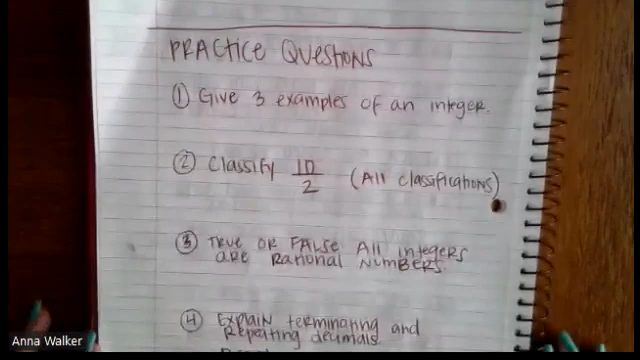 PRACTICE QUESTIONS
① Give 3 examples of an integer.
② Classify 10/2 (All classifications)
③ TRUE OR FALSE All integers
are Rational NUMBERS.
④ EXPLAIN terminating and
REPEATING decimals
Anna Walker